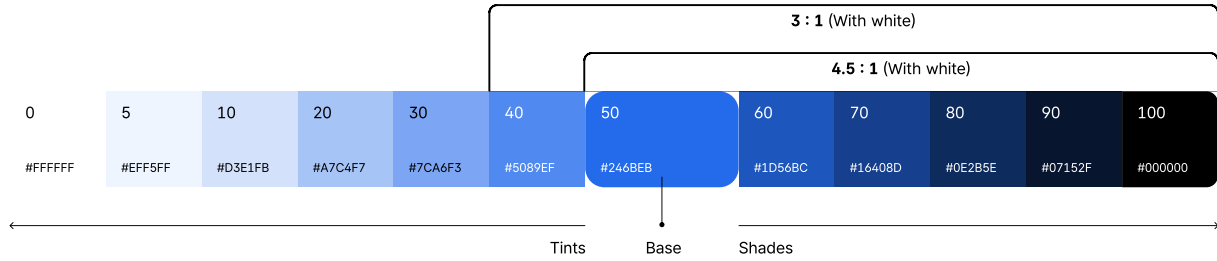 3 : 1 (With white)
4.5 : 1 (With white)
0 5 10 20 30 40 50 60 70 80 90 100
#FFFFFF #EFF5FF #D3E1FB #A7C4F7 #7CA6F3 #5089EF #246BEB #1D56BC #16408D #0E2B5E #07152F #000000
Tints Base Shades